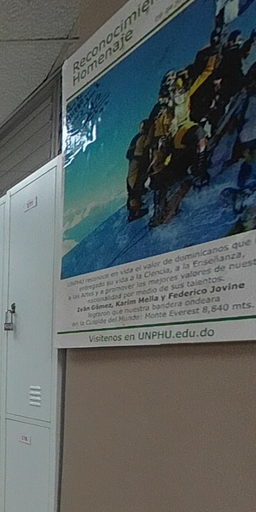 Reconocimien
Homenaje
UNPHU reconoce en vida el valor de dominicanos que
entregado su vida a la Ciencia, a la Enseñanza,
a las Artes y a promover los mejores valores de nuest
nacionalidad por medio de sus talentos.
Iván Gómez, Karim Mella y Federico Jovine
lograron que nuestra bandera ondeara
en la Cúspide del Mundo: Monte Everest 8,840 mts.
Visítenos en UNPHU.edu.do